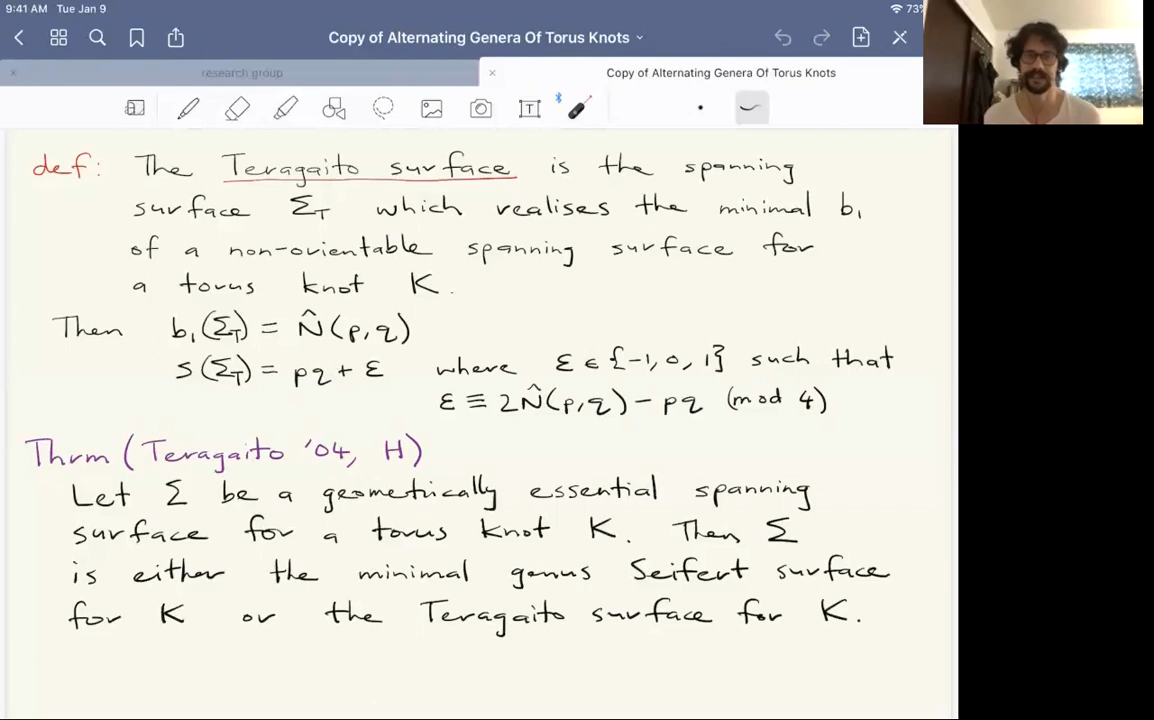 9:41 AM Tue Jan 9
73%
Copy of Alternating Genera Of Torus Knots
research group
Copy of Alternating Genera Of Torus Knots
def: The Teragaito surface is the spanning
surface Σ_T which realises the minimal b₁
of a non-orientable spanning surface for
a torus knot K.
Then b₁(Σ_T) = N̂(p,q)
s(Σ_T) = pq + ε where ε ∈ {-1, 0, 1} such that
ε ≡ 2N̂(p,q) - pq (mod 4)
Thrm (Teragaito '04, H)
Let Σ be a geometrically essential spanning
surface for a torus knot K. Then Σ
is either the minimal genus Seifert surface
for K or the Teragaito surface for K.